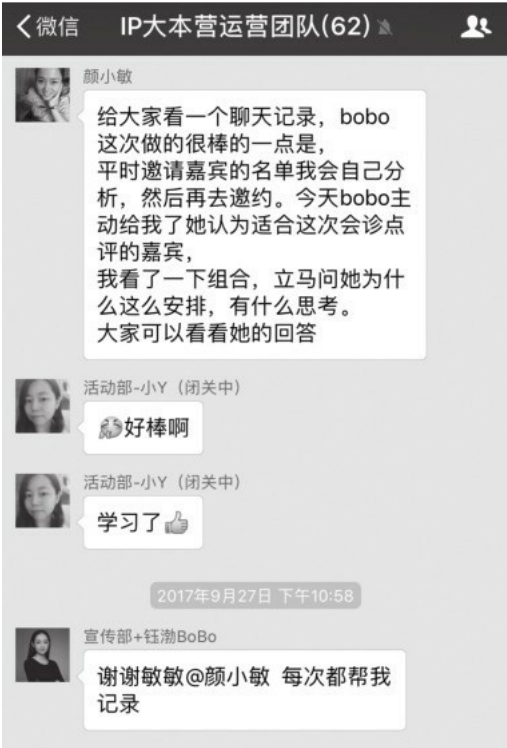 微信 IP大本营运营团队(62)
颜小敏
给大家看一个聊天记录，bobo
这次做的很棒的一点是，
平时邀请嘉宾的名单我会自己分
析，然后再去邀约。今天bobo主
动给我了她认为适合这次会诊点
评的嘉宾，
我看了一下组合，立马问她为什
么这么安排，有什么思考。
大家可以看看她的回答
活动部-小Y（闭关中）
好棒啊
活动部-小Y（闭关中）
学习了
2017年9月27日 下午10:58
宣传部+钰渤BoBo
谢谢敏敏@颜小敏 每次都帮我
记录